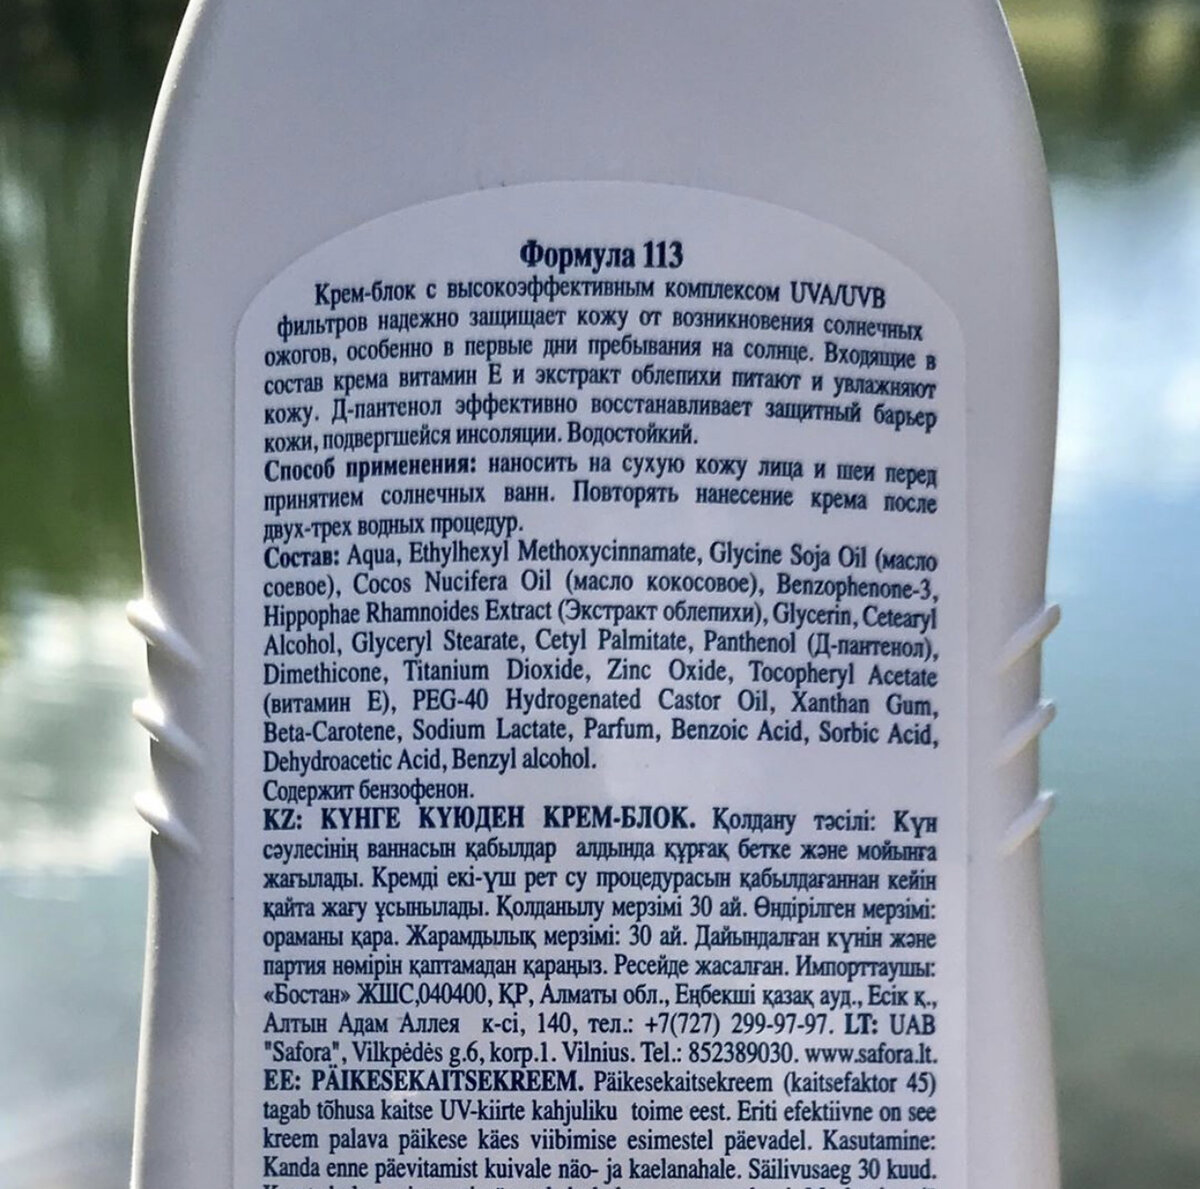 Формула 113
Крем-блок с высокоэффективным комплексом UVA/UVB
фильтров надежно защищает кожу от возникновения солнечных
ожогов, особенно в первые дни пребывания на солнце. Входящие в
состав крема витамин Е и экстракт облепихи питают и увлажняют
кожу. Д-пантенол эффективно восстанавливает защитный барьер
кожи, подвергшейся инсоляции. Водостойкий.
Способ применения: наносить на сухую кожу лица и шеи перед
принятием солнечных ванн. Повторять нанесение крема после
двух-трех водных процедур.
Состав: Aqua, Ethylhexyl Methoxycinnamate, Glycine Soja Oil (масло
соевое), Cocos Nucifera Oil (масло кокосовое), Benzophenone-3,
Hippophae Rhamnoides Extract (Экстракт облепихи), Glycerin, Cetearyl
Alcohol, Glyceryl Stearate, Cetyl Palmitate, Panthenol (Д-пантенол),
Dimethicone, Titanium Dioxide, Zinc Oxide, Tocopheryl Acetate
(витамин Е), PEG-40 Hydrogenated Castor Oil, Xanthan Gum,
Beta-Carotene, Sodium Lactate, Parfum, Benzoic Acid, Sorbic Acid,
Dehydroacetic Acid, Benzyl alcohol.
Содержит бензофенон.
KZ: КҮНГЕ КҮЮДЕН КРЕМ-БЛОК. Қолдану тәсілі: Күн
сәулесінің ваннасын қабылдар алдында құрғақ бетке және мойынға
жағылады. Кремді екі-үш рет су процедурасын қабылдағаннан кейін
қайта жағу ұсынылады. Қолданылу мерзімі 30 ай. Өндірілген мерзімі:
ораманы қара. Жарамдылық мерзімі: 30 ай. Дайындалған күнін және
партия нөмірін қаптамадан қараңыз. Ресейде жасалған. Импорттаушы:
«Бостан» ЖШС,040400, ҚР, Алматы обл., Еңбекші қазақ ауд., Есік қ.,
Алтын Адам Аллея к-сі, 140, тел.: +7(727) 299-97-97. LT: UAB
"Safora", Vilkpėdės g.6, korp.1. Vilnius. Tel.: 852389030. www.safora.lt.
EE: PÄIKESEKAITSEKREEM. Päikesekaitsekreem (kaitsefaktor 45)
tagab tõhusa kaitse UV-kiirte kahjuliku toime eest. Eriti efektiivne on see
kreem palava päikese käes viibimise esimestel päevadel. Kasutamine:
Kanda enne päevitamist kuivale näo- ja kaelanahale. Säilivusaeg 30 kuud.